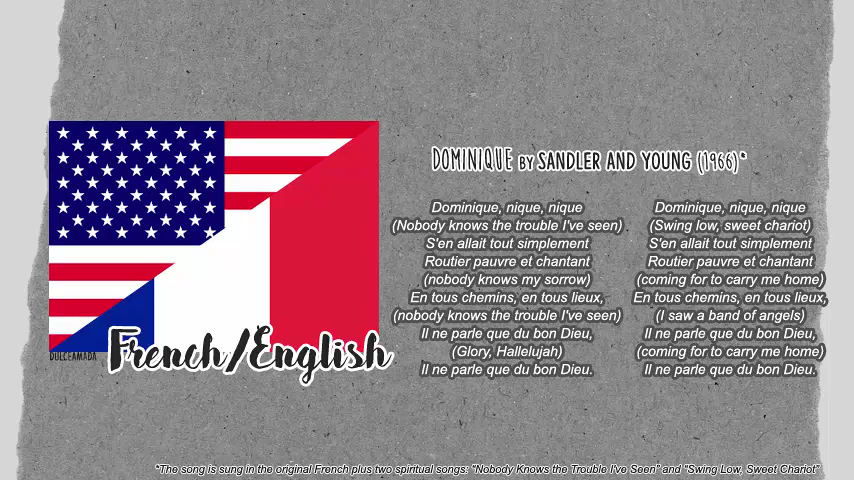 DOMINIQUE BY SANDLER AND YOUNG (1966)*
Dominique, nique, nique
(Nobody knows the trouble I've seen)
S'en allait tout simplement
Routier pauvre et chantant
(nobody knows my sorrow)
En tous chemins, en tous lieux,
(nobody knows the trouble I've seen)
Il ne parle que du bon Dieu,
(Glory, Hallelujah)
Il ne parle que du bon Dieu.
Dominique, nique, nique
(Swing low, sweet chariot)
S'en allait tout simplement
Routier pauvre et chantant
(coming for to carry me home)
En tous chemins, en tous lieux,
(I saw a band of angels)
Il ne parle que du bon Dieu,
(coming for to carry me home)
Il ne parle que du bon Dieu.
French/English
DULCEAMABA
*The song is sung in the original French plus two spiritual songs: "Nobody Knows the Trouble I've Seen" and "Swing Low, Sweet Chariot"